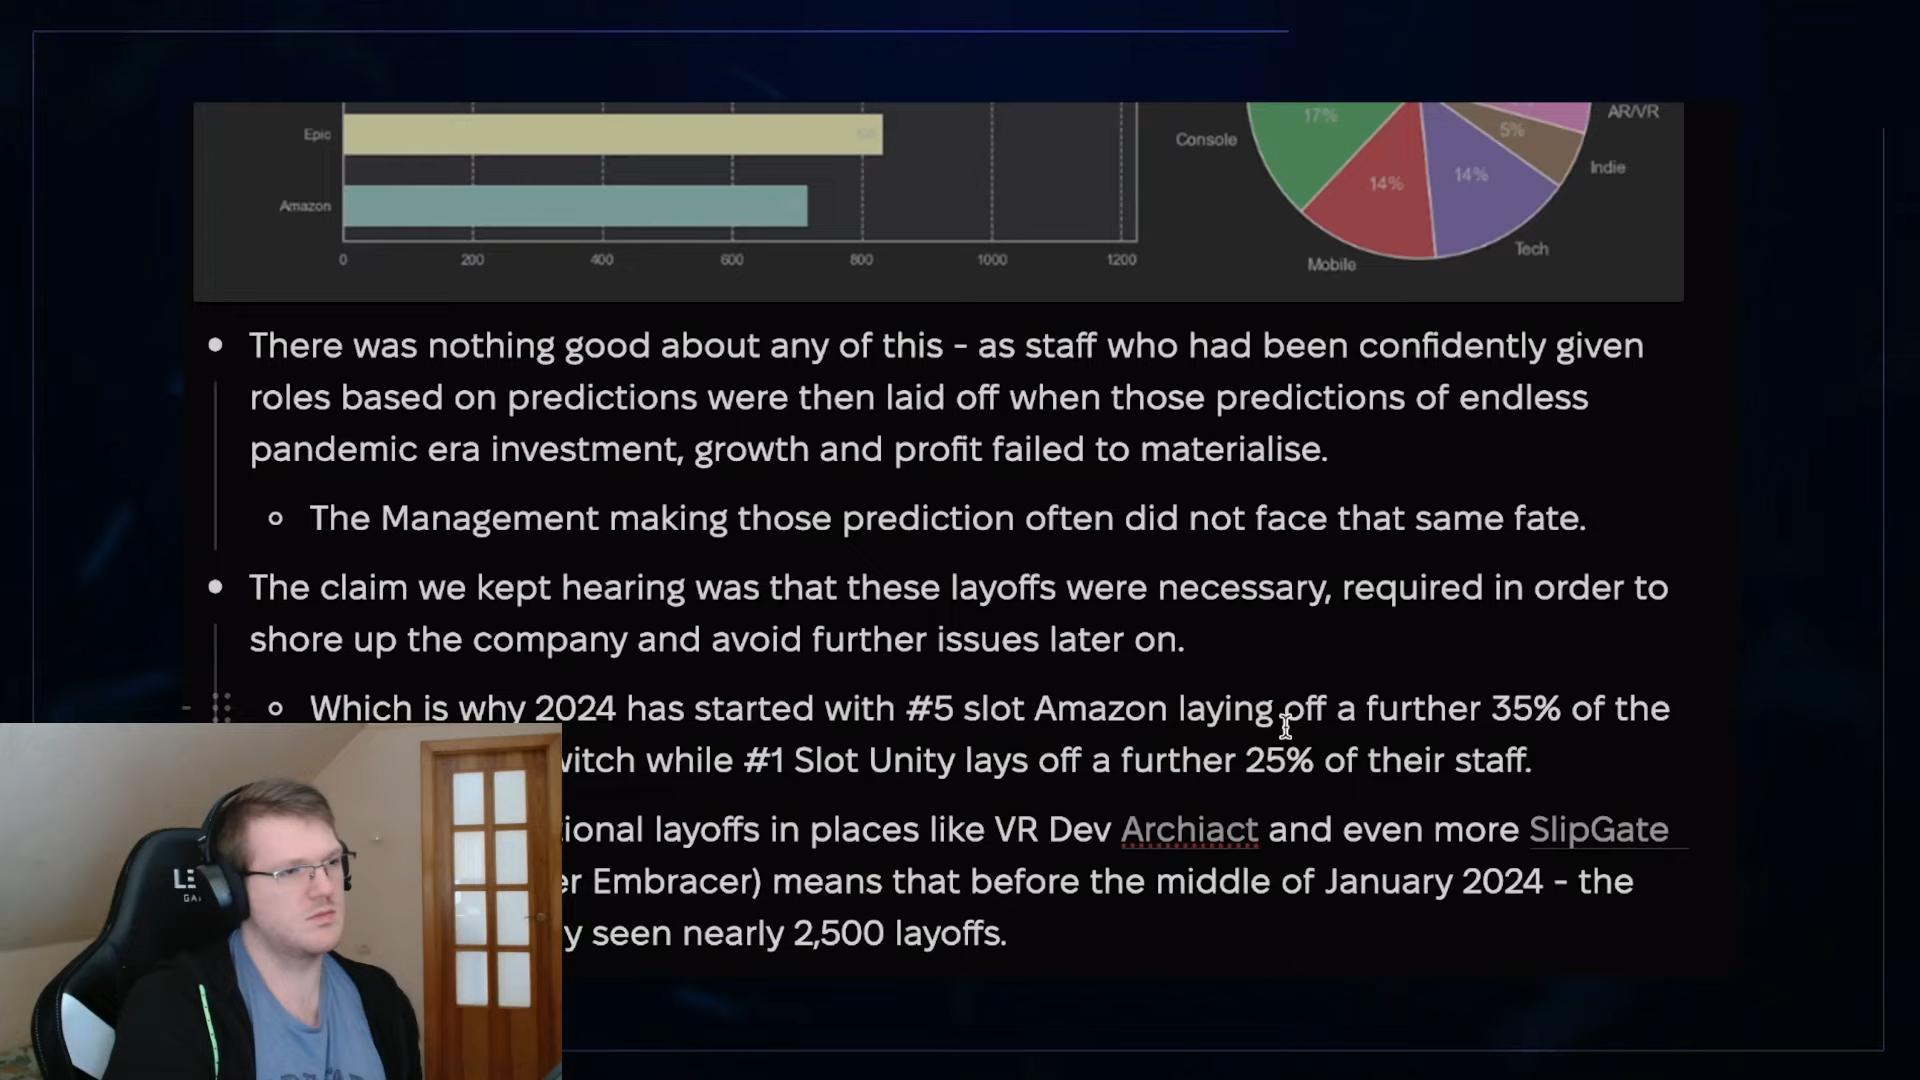 Epic
Amazon
0 200 400 600 800 1000 1200
17%
Console
14%
Mobile
14%
Tech
5%
Indie
AR/VR
There was nothing good about any of this - as staff who had been confidently given
roles based on predictions were then laid off when those predictions of endless
pandemic era investment, growth and profit failed to materialise.
The Management making those prediction often did not face that same fate.
The claim we kept hearing was that these layoffs were necessary, required in order to
shore up the company and avoid further issues later on.
Which is why 2024 has started with #5 slot Amazon laying off a further 35% of the
witch while #1 Slot Unity lays off a further 25% of their staff.
ional layoffs in places like VR Dev Archiact and even more SlipGate
er Embracer) means that before the middle of January 2024 - the
y seen nearly 2,500 layoffs.